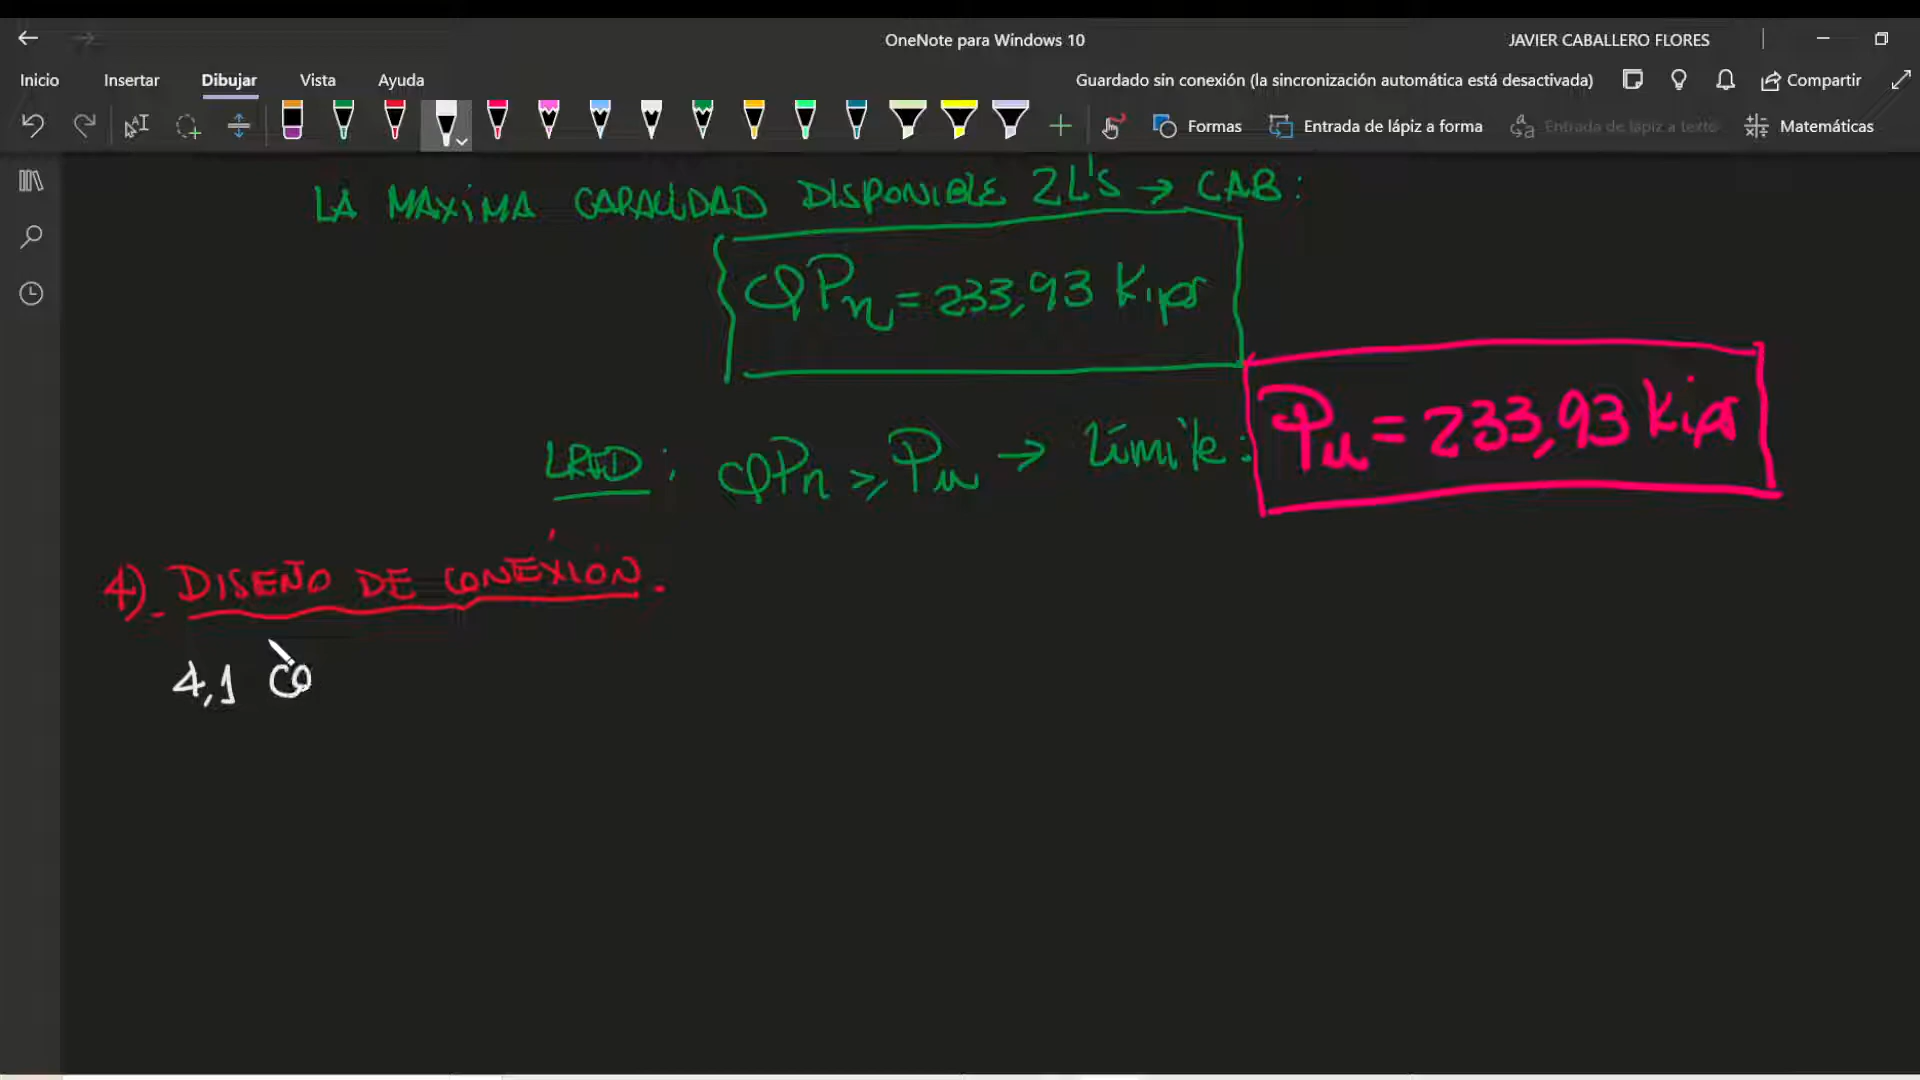 OneNote para Windows 10
JAVIER CABALLERO FLORES
Inicio Insertar Dibujar Vista Ayuda
Guardado sin conexión (la sincronización automática está desactivada) Compartir
Formas Entrada de lápiz a forma Entrada de lápiz a texto Matemáticas
LA MAXIMA CAPACIDAD DISPONIBLE 2L'S → CAB:
ØPn = 233,93 Kips
LRFD: ØPn ≥ Pu → límite: Pu = 233,93 Kips
4).- DISEÑO DE CONEXION.
4,1 Co